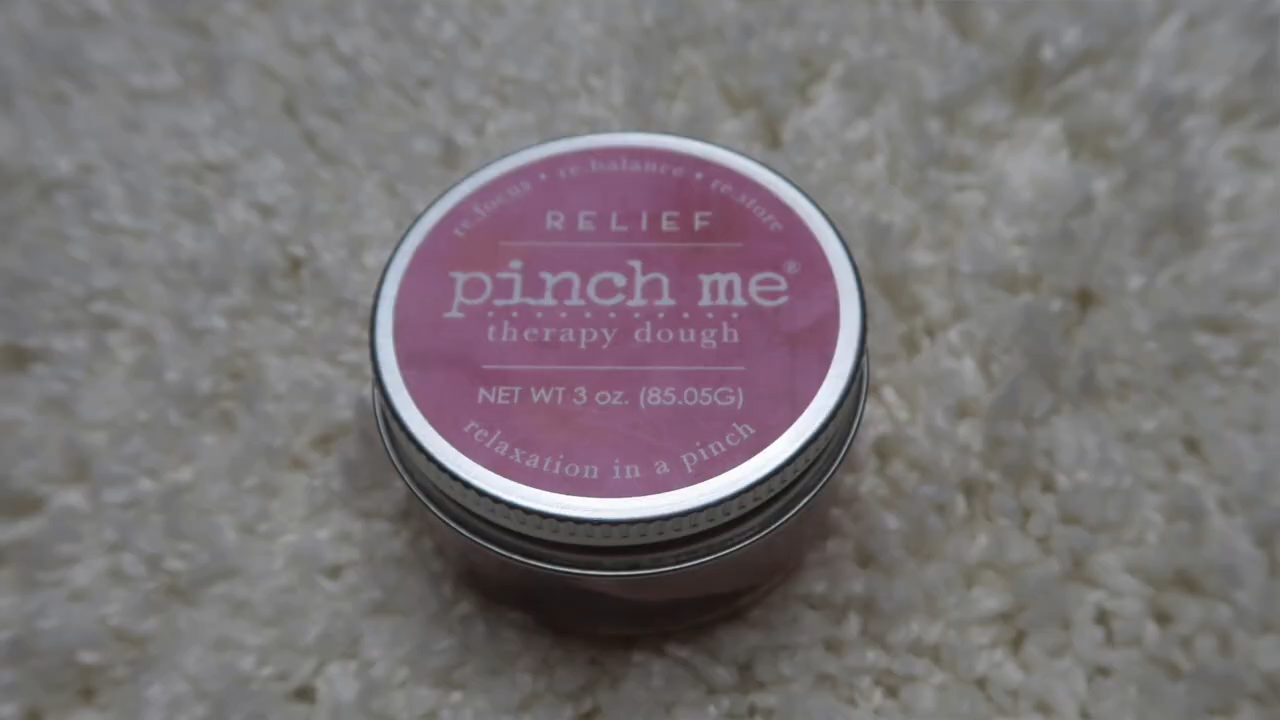 re.focus • re.balance • re.store
RELIEF
pinch me®
therapy dough
NET WT 3 oz. (85.05G)
relaxation in a pinch